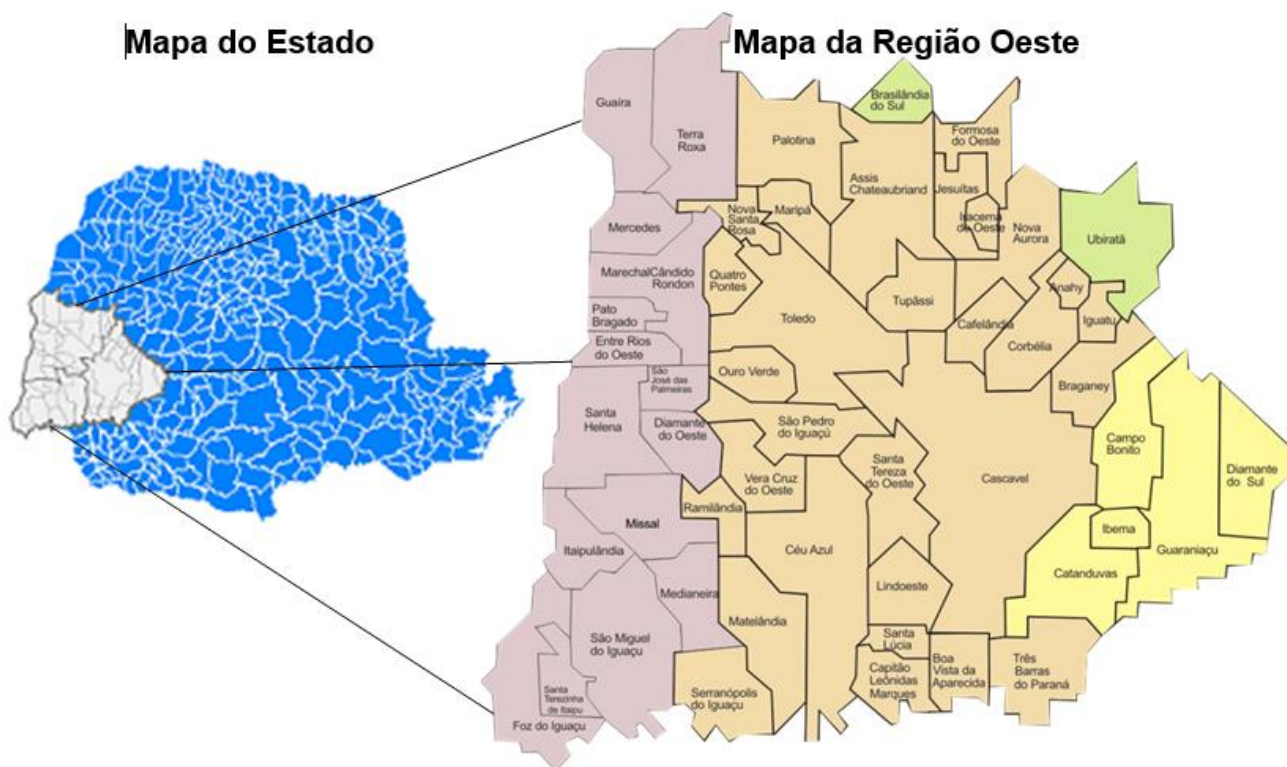 Mapa do Estado
Mapa da Região Oeste
Guaíra
Terra
Roxa
Palotina
Brasilândia
do Sul
Formosa
do Oeste
Assis
Chateaubriand
Jesuítas
Iracema
do Oeste
Nova
Aurora
Ubiratã
Mercedes
Nova
Santa
Rosa
Maripá
MarechalCândido
Rondon
Quatro
Pontes
Tupãssi
Anahy
Pato
Bragado
Toledo
Cafelândia
Iguatu
Corbélia
Entre Rios
do Oeste
São
José das
Palmeiras
Ouro Verde
Braganey
Santa
Helena
Diamante
do Oeste
São Pedro
do Iguaçú
Campo
Bonito
Vera Cruz
do Oeste
Santa
Tereza
do Oeste
Cascavel
Diamante
do Sul
Ramilândia
Missal
Ibema
Itaipulândia
Céu Azul
Guaraniaçu
Catanduvas
Medianeira
Lindoeste
Matelândia
São Miguel
do Iguaçu
Santa
Lúcia
Capitão
Leônidas
Marques
Boa
Vista da
Aparecida
Três
Barras
do Paraná
Santa
Terezinha
de Itaipu
Serranópolis
do Iguaçu
Foz do Iguaçu